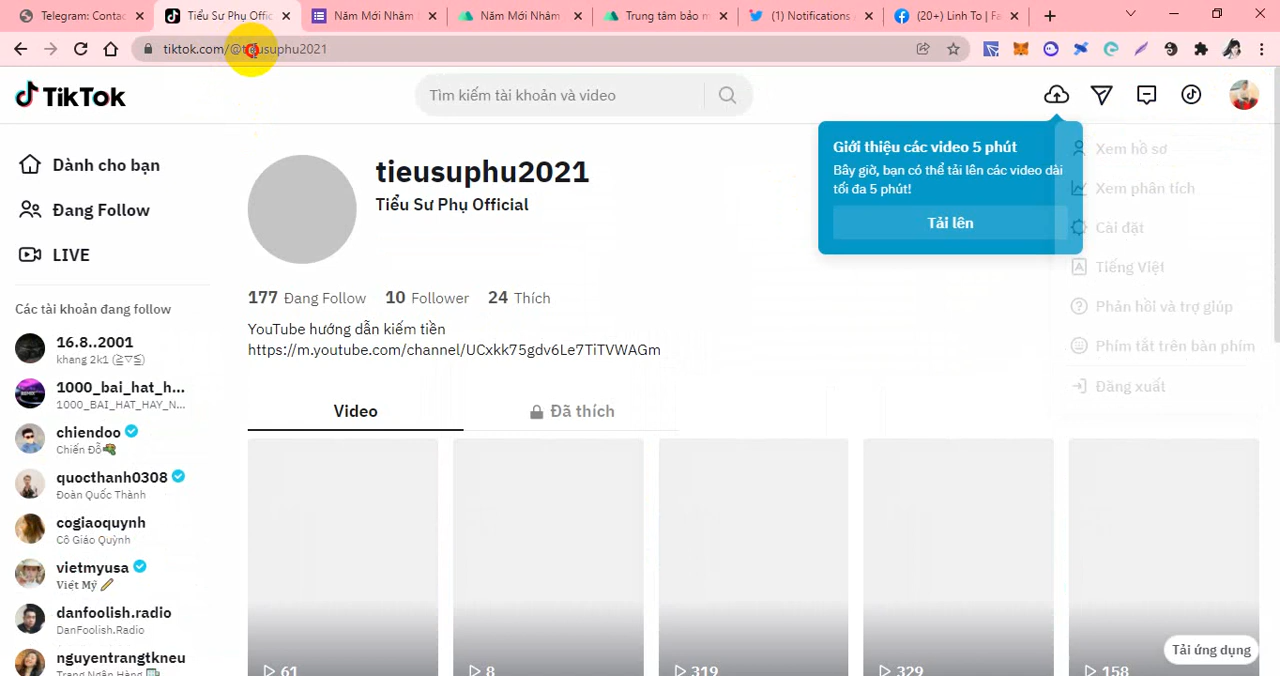 Telegram: Contac
Tiểu Sư Phụ Offic
Năm Mới Nhâm
Năm Mới Nhâm
Trung tâm bảo m
(1) Notifications
(20+) Linh To | Fa
tiktok.com/@tieusuphu2021
TikTok
Tìm kiếm tài khoản và video
Dành cho bạn
Đang Follow
LIVE
Các tài khoản đang follow
16.8..2001
khang 2k1 (≧▽≦)
1000_bai_hat_h...
1000_BAI_HAT_HAY_N...
chiendoo
Chiến Đỗ
quocthanh0308
Đoàn Quốc Thành
cogiaoquynh
Cô Giáo Quỳnh
vietmyusa
Việt Mỹ
danfoolish.radio
DanFoolish.Radio
nguyentrangtkneu
Trang Ngân Hàng
tieusuphu2021
Tiểu Sư Phụ Official
177 Đang Follow 10 Follower 24 Thích
YouTube hướng dẫn kiếm tiền
https://m.youtube.com/channel/UCxkk75gdv6Le7TiTVWAGm
Video
Đã thích
61
8
319
329
158
Giới thiệu các video 5 phút
Bây giờ, bạn có thể tải lên các video dài
tối đa 5 phút!
Tải lên
Xem hồ sơ
Xem phân tích
Cài đặt
Tiếng Việt
Phản hồi và trợ giúp
Phím tắt trên bàn phím
Đăng xuất
Tải ứng dụng